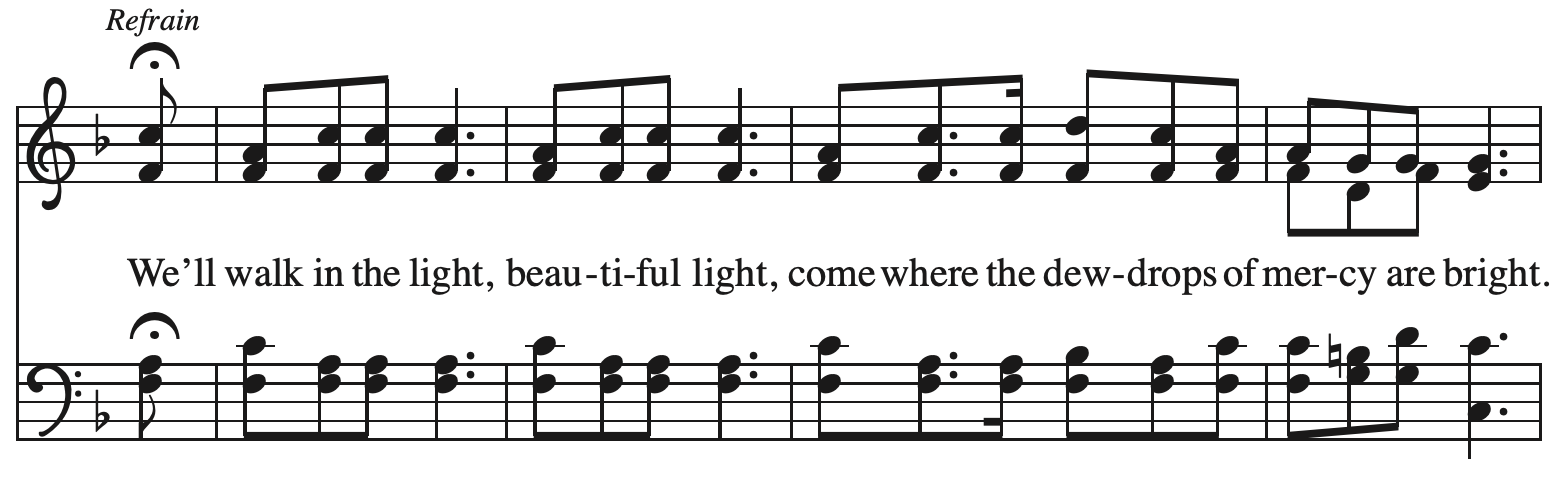 Refrain
We’ll walk in the light, beau-ti-ful light, come where the dew-drops of mer-cy are bright.